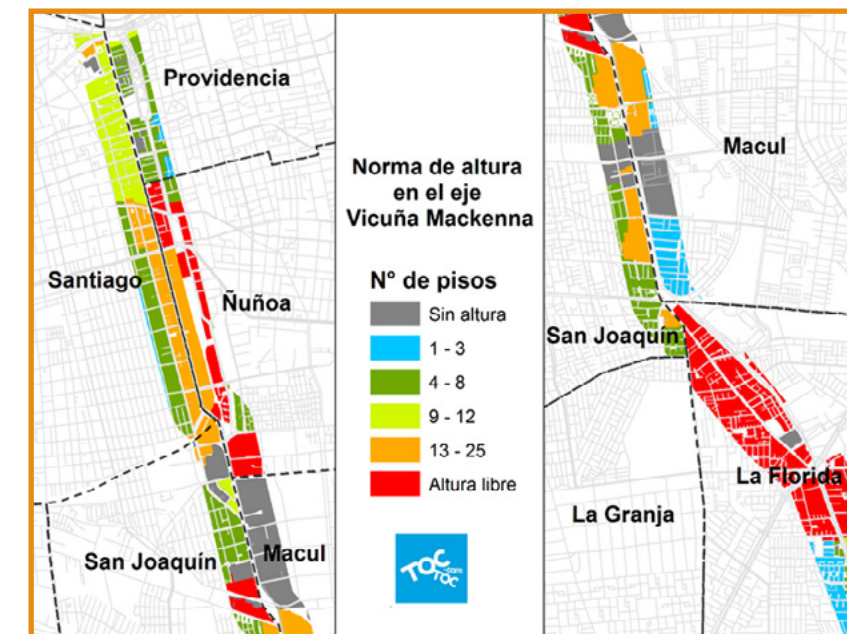 Providencia
Santiago
Ñuñoa
San Joaquín
Macul
Norma de altura
en el eje
Vicuña Mackenna
N° de pisos
Sin altura
1 - 3
4 - 8
9 - 12
13 - 25
Altura libre
TOC
TOC
.com
Macul
San Joaquín
La Florida
La Granja